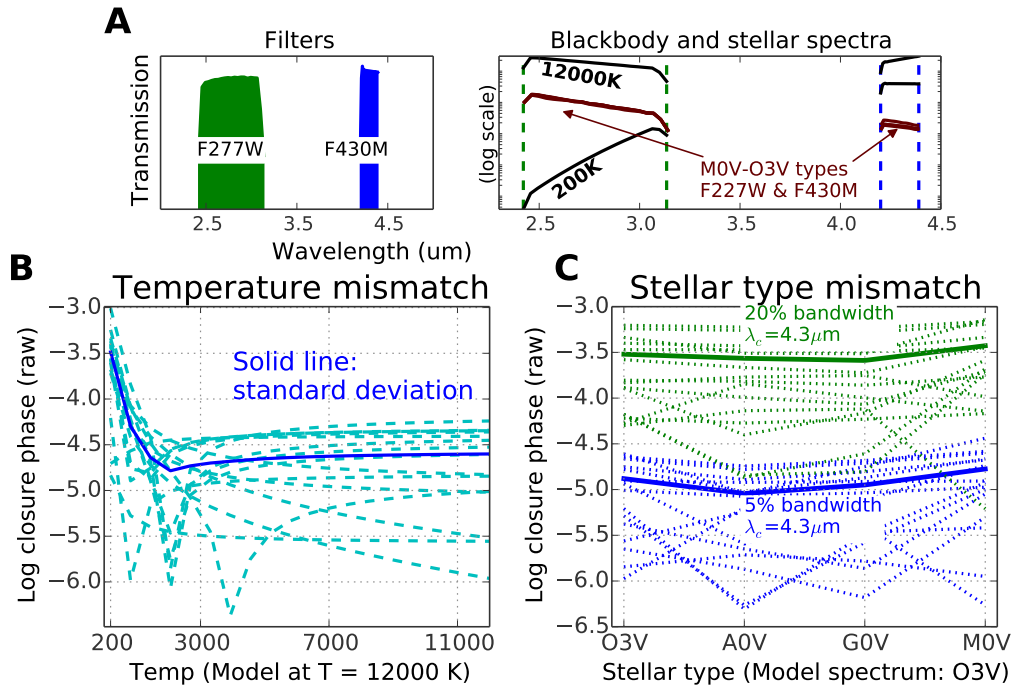 A
Filters
Transmission
F277W
F430M
2.5
3.5
4.5
Wavelength (um)
Blackbody and stellar spectra
(log scale)
12000K
200K
M0V-O3V types
F227W & F430M
2.5
3.0
3.5
4.0
4.5
B
Temperature mismatch
Log closure phase (raw)
−3.0
−3.5
−4.0
−4.5
−5.0
−5.5
−6.0
Solid line:
standard deviation
200
3000
7000
11000
Temp (Model at T = 12000 K)
C
Stellar type mismatch
Log closure phase (raw)
−3.0
−3.5
−4.0
−4.5
−5.0
−5.5
−6.0
−6.5
20% bandwidth
λc=4.3μm
5% bandwidth
λc=4.3μm
O3V
A0V
G0V
M0V
Stellar type (Model spectrum: O3V)